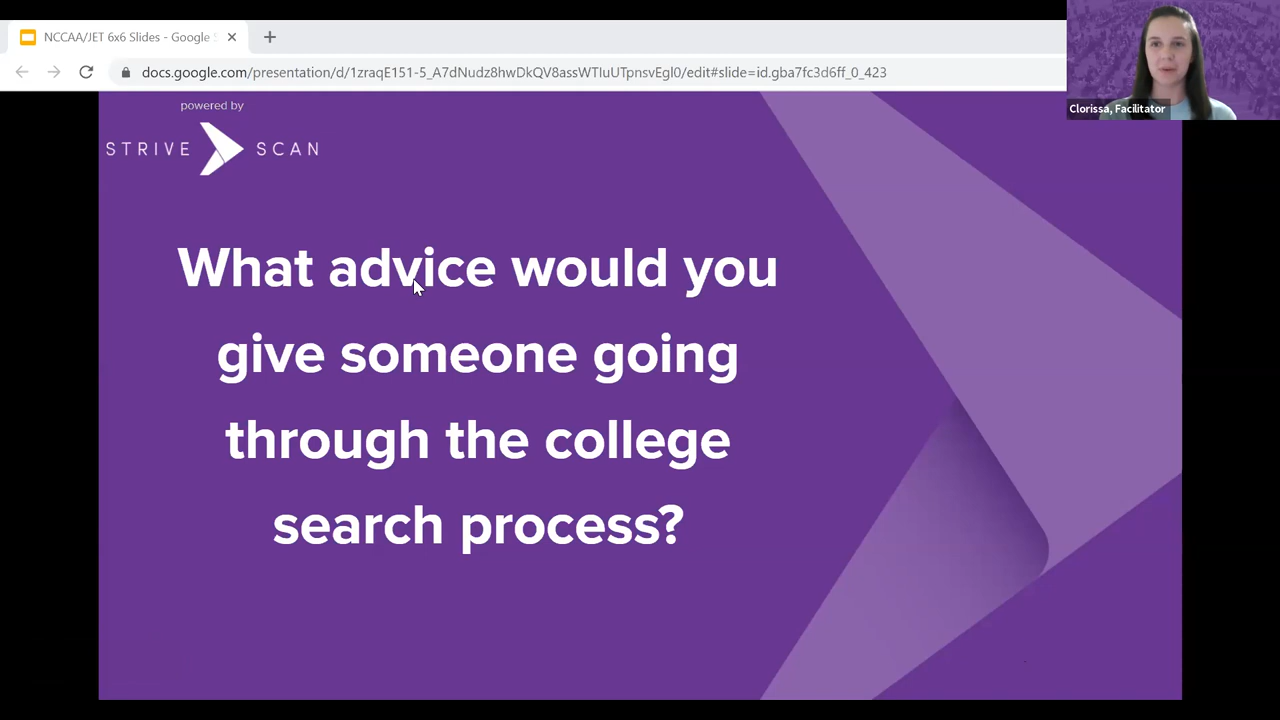 NCCAA/JET 6x6 Slides - Google S
docs.google.com/presentation/d/1zraqE151-5_A7dNudz8hwDkQV8assWTIuUTpnsvEgI0/edit#slide=id.gba7fc3d6ff_0_423
Clorissa, Facilitator
powered by
STRIVE SCAN
What advice would you
give someone going
through the college
search process?